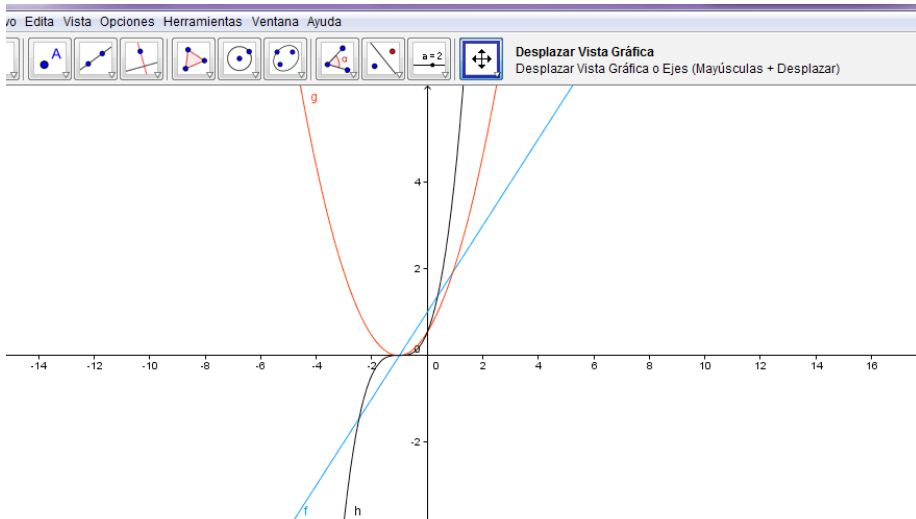 vo Edita Vista Opciones Herramientas Ventana Ayuda
A
α
a = 2
Desplazar Vista Gráfica
Desplazar Vista Gráfica o Ejes (Mayúsculas + Desplazar)
g
4
2
0
-14 -12 -10 -8 -6 -4 -2 0 2 4 6 8 10 12 14 16
-2
f
h